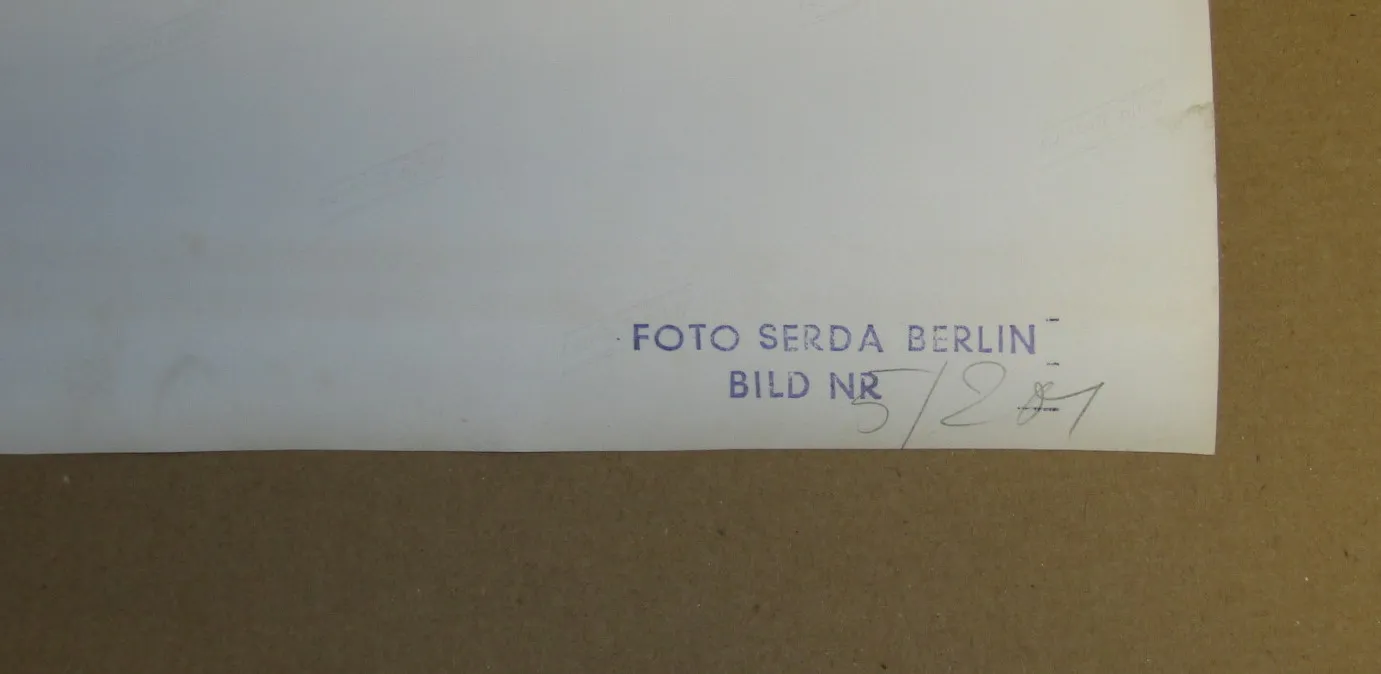 FOTO SERDA BERLIN
BILD NR 5/201